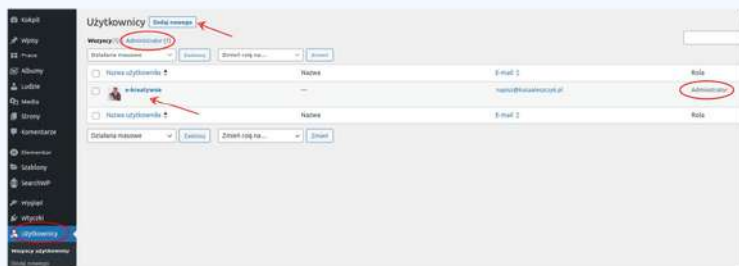 Kokpit
Wpisy
Prace
Albumy
Ludzie
Media
Strony
Komentarze
Elementor
Szablony
SearchWP
Wygląd
Wtyczki
Użytkownicy
Wszyscy użytkownicy
Dodaj nowego
Użytkownicy Dodaj nowego
Wszyscy (1) | Administrator (1)
Działania masowe Zastosuj Zmień rolę na... Zmień
Nazwa użytkownika Nazwa E-mail Rola
e-kreatywnie — Administrator
Nazwa użytkownika Nazwa E-mail Rola
Działania masowe Zastosuj Zmień rolę na... Zmień